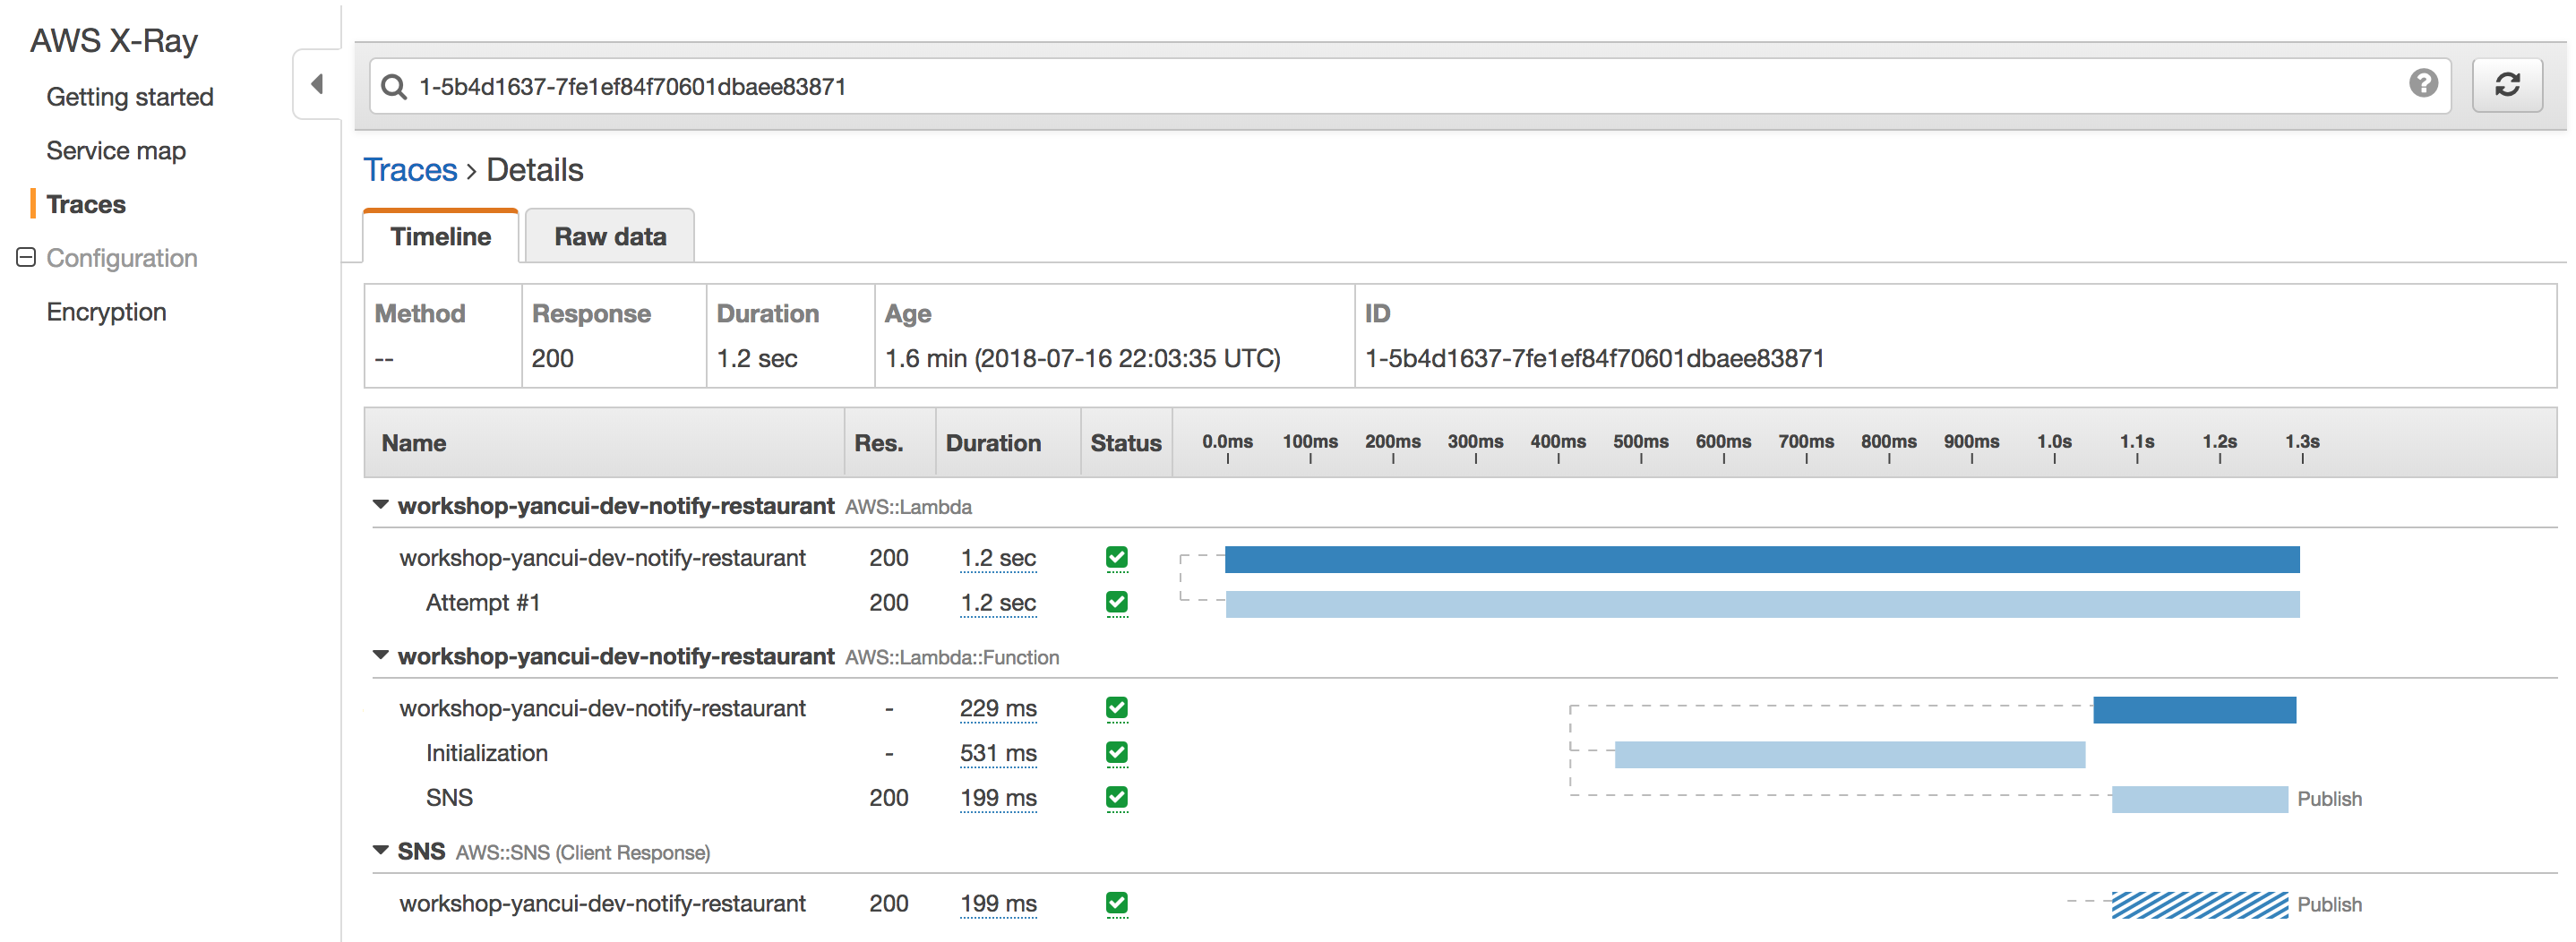 AWS X-Ray
Getting started
Service map
Traces
Configuration
Encryption
1-5b4d1637-7fe1ef84f70601dbaee83871
?
Traces > Details
Timeline Raw data
Method Response Duration Age ID
-- 200 1.2 sec 1.6 min (2018-07-16 22:03:35 UTC) 1-5b4d1637-7fe1ef84f70601dbaee83871
Name Res. Duration Status 0.0ms 100ms 200ms 300ms 400ms 500ms 600ms 700ms 800ms 900ms 1.0s 1.1s 1.2s 1.3s
workshop-yancui-dev-notify-restaurant AWS::Lambda
workshop-yancui-dev-notify-restaurant 200 1.2 sec
Attempt #1 200 1.2 sec
workshop-yancui-dev-notify-restaurant AWS::Lambda::Function
workshop-yancui-dev-notify-restaurant - 229 ms
Initialization - 531 ms
SNS 200 199 ms Publish
SNS AWS::SNS (Client Response)
workshop-yancui-dev-notify-restaurant 200 199 ms Publish